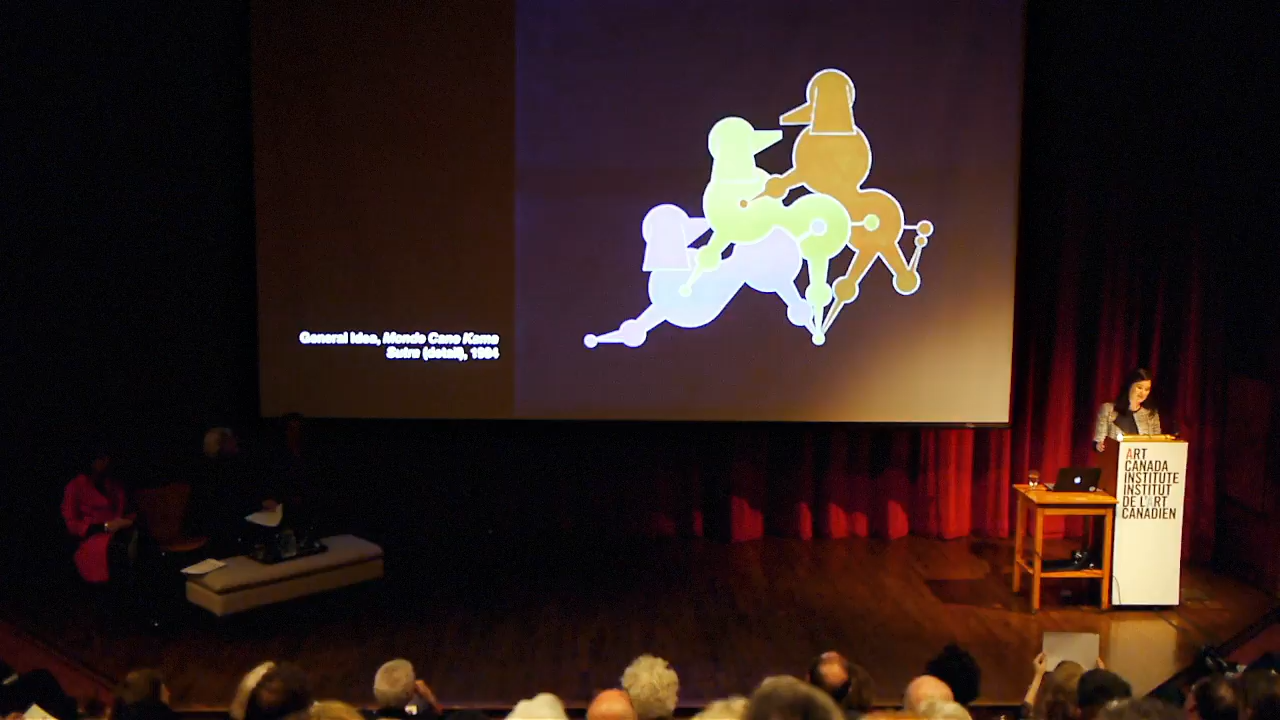 General Idea, Mondo Cane Kama
Sutra (detail), 1984
ART
CANADA
INSTITUTE
INSTITUT
DE L'ART
CANADIEN